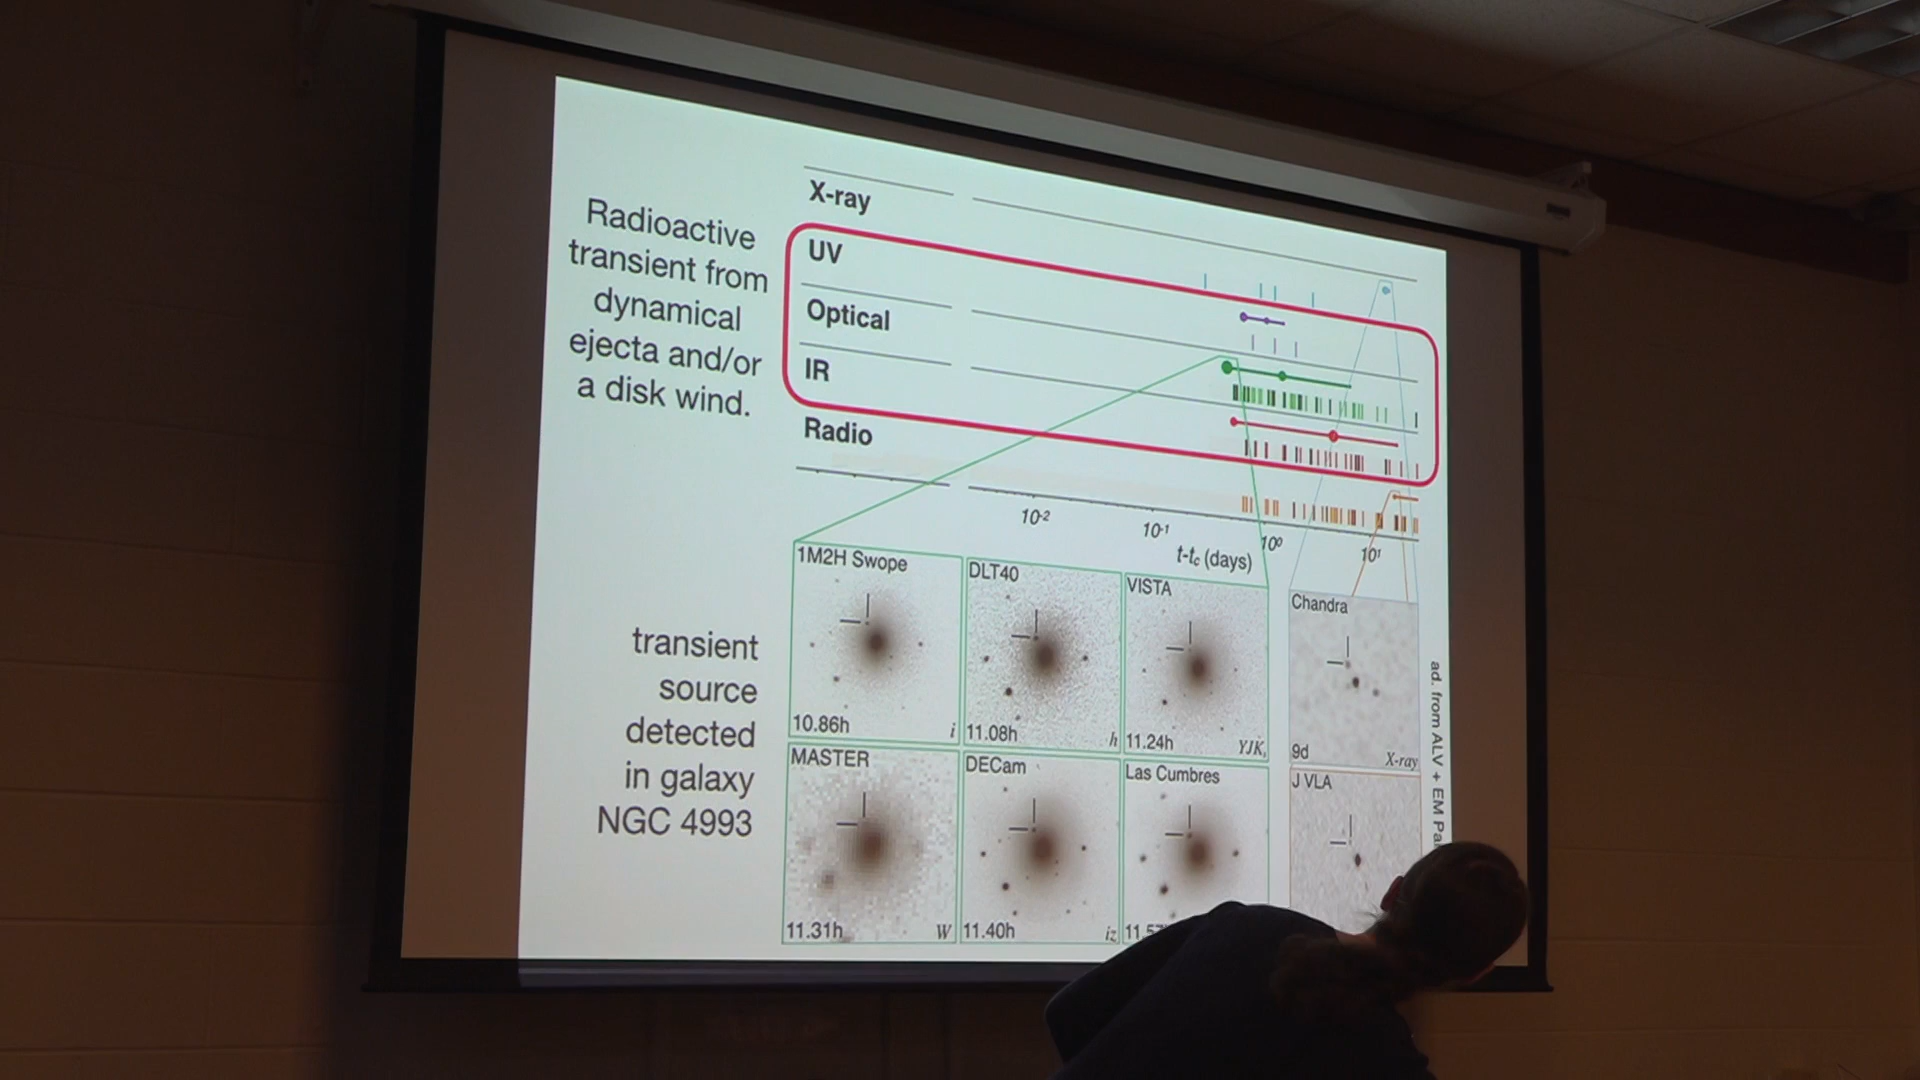 Radioactive
transient from
dynamical
ejecta and/or
a disk wind.
X-ray
UV
Optical
IR
Radio
10-2
10-1
100
101
t-tc (days)
1M2H Swope
10.86h
i
DLT40
11.08h
h
VISTA
11.24h
YJKs
Chandra
9d
X-ray
transient
source
detected
in galaxy
NGC 4993
MASTER
11.31h
W
DECam
11.40h
iz
Las Cumbres
J VLA
ad. from ALV + EM